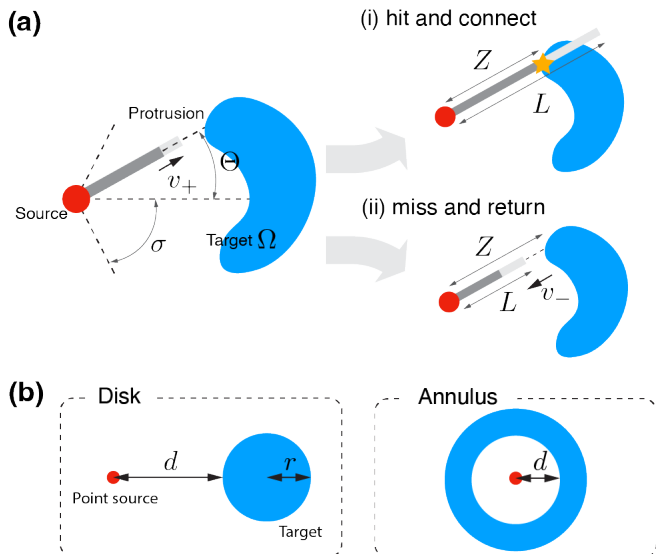 (a)
(i) hit and connect
Z
L
Protrusion
Θ
v₊
Source
σ
Target Ω
(ii) miss and return
Z
L
v₋
(b)
Disk
Annulus
d
r
d
Point source
Target